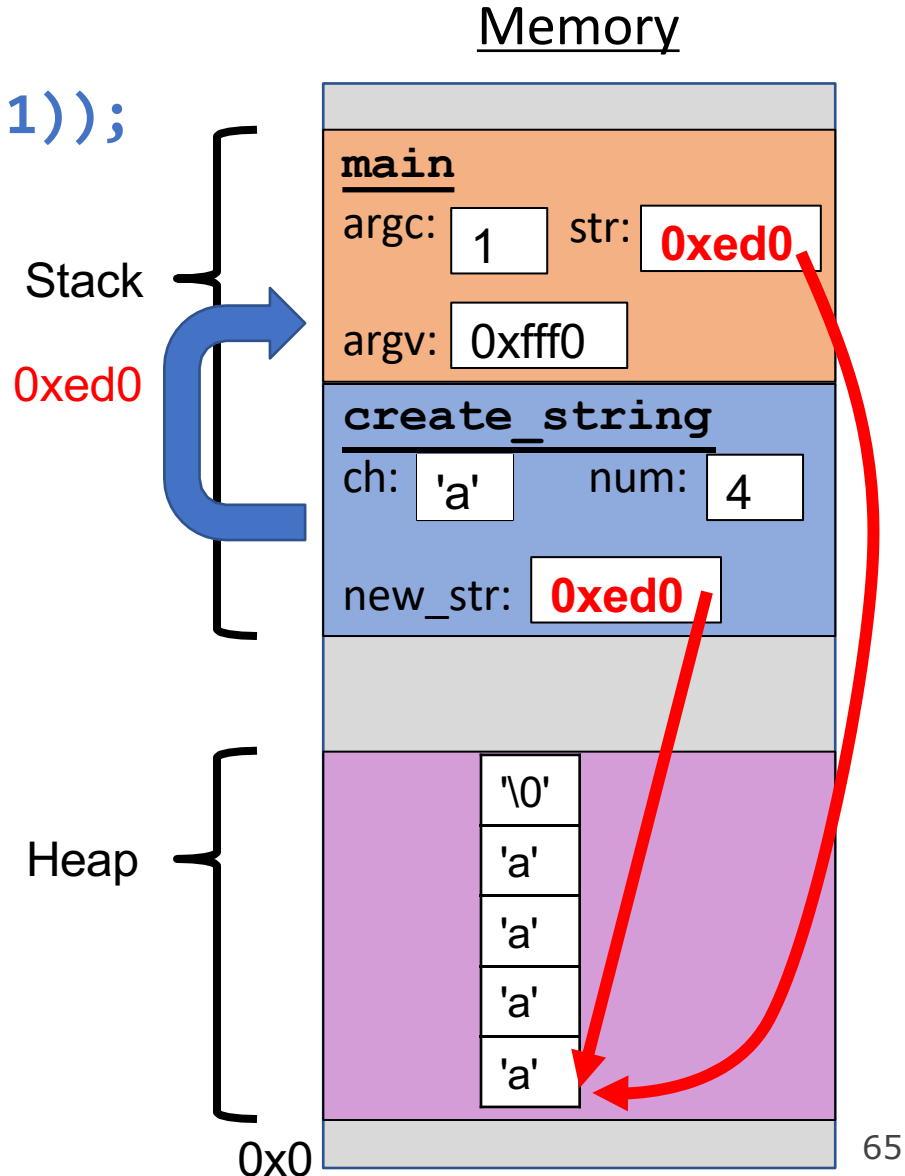 Memory
1));
main
argc: 1 str: 0xed0
Stack
argv: 0xfff0
0xed0
create_string
ch: 'a' num: 4
new_str: 0xed0
'\0'
'a'
Heap
'a'
'a'
'a'
0x0
65